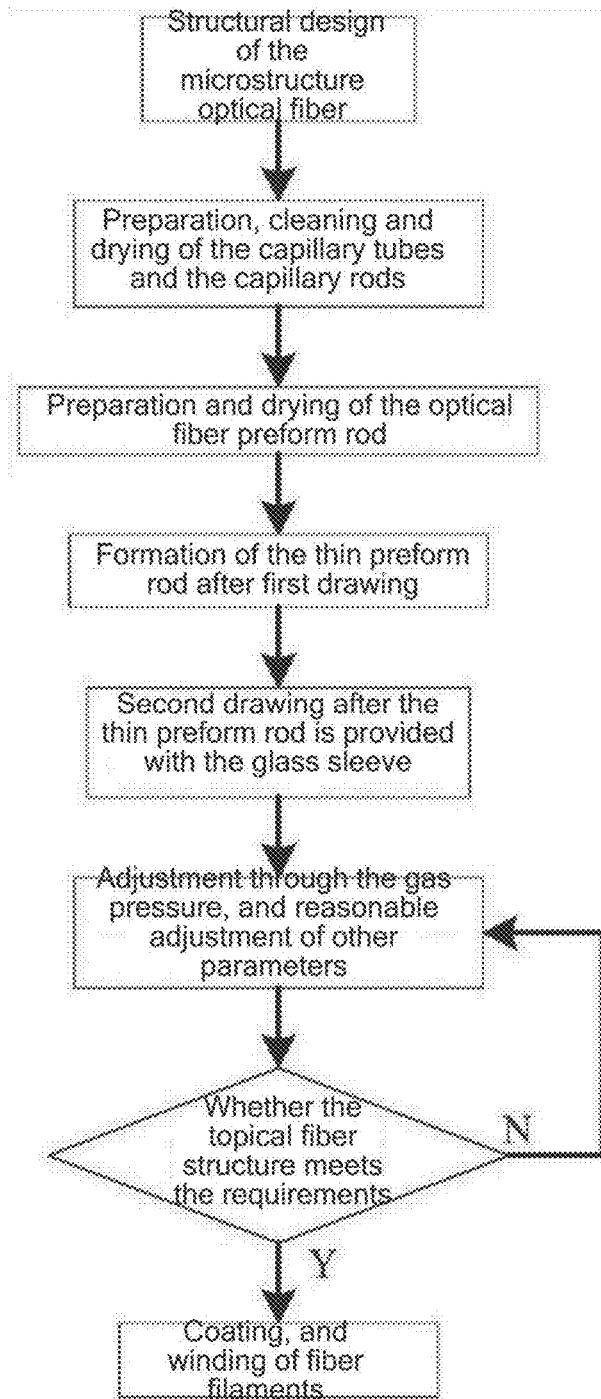 Structural design
of the
microstructure
optical fiber
Preparation, cleaning and
drying of the capillary tubes
and the capillary rods
Preparation and drying of the optical
fiber preform rod
Formation of the thin preform
rod after first drawing
Second drawing after the
thin preform rod is provided
with the glass sleeve
Adjustment through the gas
pressure, and reasonable
adjustment of other
parameters
Whether the
topical fiber
structure meets
the requirements
N
Y
Coating, and
winding of fiber
filaments